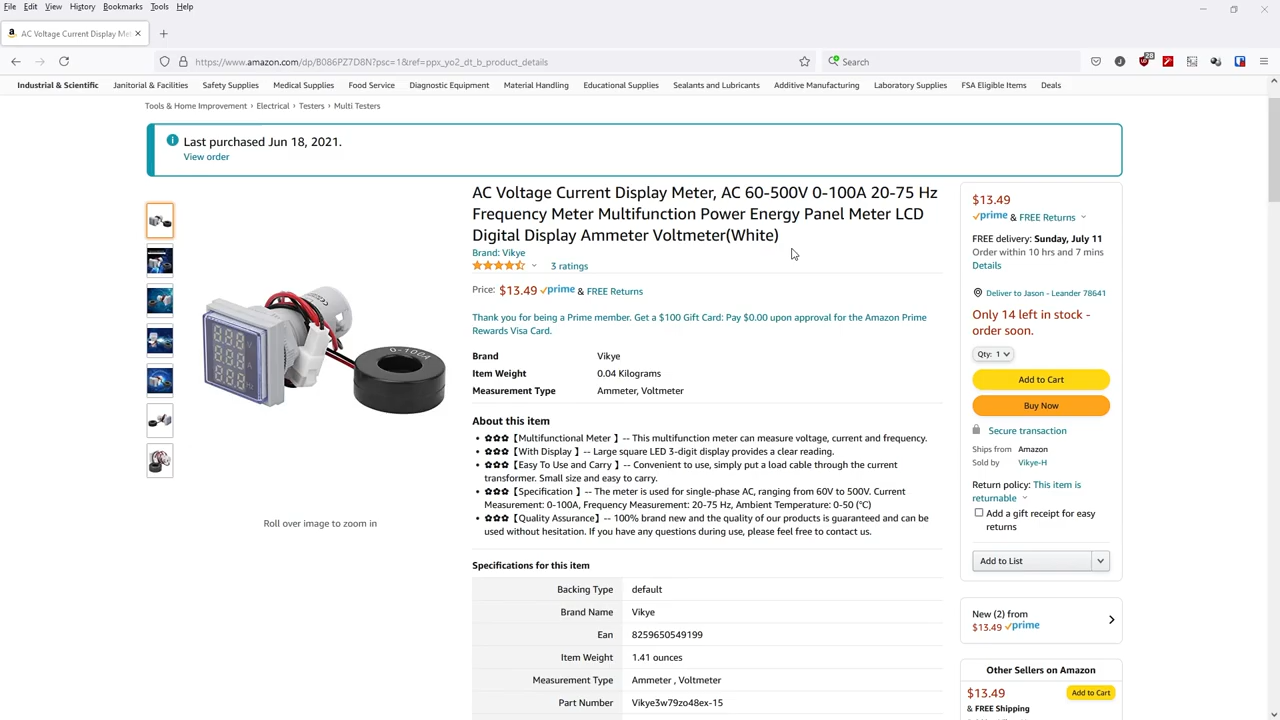 File Edit View History Bookmarks Tools Help
AC Voltage Current Display Me
https://www.amazon.com/dp/B086PZ7D8N?psc=1&ref=ppx_yo2_dt_b_product_details
Search
28
Industrial & Scientific Janitorial & Facilities Safety Supplies Medical Supplies Food Service Diagnostic Equipment Material Handling Educational Supplies Sealants and Lubricants Additive Manufacturing Laboratory Supplies FSA Eligible Items Deals
Tools & Home Improvement › Electrical › Testers › Multi Testers
Last purchased Jun 18, 2021.
View order
AC Voltage Current Display Meter, AC 60-500V 0-100A 20-75 Hz
Frequency Meter Multifunction Power Energy Panel Meter LCD
Digital Display Ammeter Voltmeter(White)
Brand: Vikye
3 ratings
Price: $13.49 prime & FREE Returns
Thank you for being a Prime member. Get a $100 Gift Card: Pay $0.00 upon approval for the Amazon Prime
Rewards Visa Card.
Brand Vikye
Item Weight 0.04 Kilograms
Measurement Type Ammeter, Voltmeter
About this item
• ✿✿✿【Multifunctional Meter 】-- This multifunction meter can measure voltage, current and frequency.
• ✿✿✿【With Display 】-- Large square LED 3-digit display provides a clear reading.
• ✿✿✿【Easy To Use and Carry 】-- Convenient to use, simply put a load cable through the current
transformer. Small size and easy to carry.
• ✿✿✿【Specification 】-- The meter is used for single-phase AC, ranging from 60V to 500V. Current
Measurement: 0-100A, Frequency Measurement: 20-75 Hz, Ambient Temperature: 0-50 (℃)
• ✿✿✿【Quality Assurance】-- 100% brand new and the quality of our products is guaranteed and can be
used without hesitation. If you have any questions during use, please feel free to contact us.
Specifications for this item
Backing Type default
Brand Name Vikye
Ean 8259650549199
Item Weight 1.41 ounces
Measurement Type Ammeter , Voltmeter
Part Number Vikye3w79zo48ex-15
0-100A
Roll over image to zoom in
$13.49
prime & FREE Returns
FREE delivery: Sunday, July 11
Order within 10 hrs and 7 mins
Details
Deliver to Jason - Leander 78641
Only 14 left in stock -
order soon.
Qty: 1
Add to Cart
Buy Now
Secure transaction
Ships from Amazon
Sold by Vikye-H
Return policy: This item is
returnable
Add a gift receipt for easy
returns
Add to List
New (2) from
$13.49 prime
Other Sellers on Amazon
$13.49 Add to Cart
& FREE Shipping
Sold by: